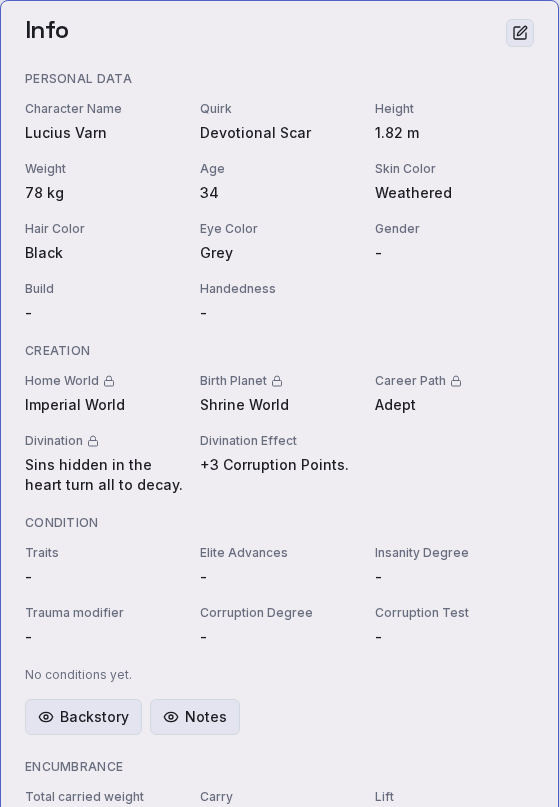 Info
PERSONAL DATA
Character Name Quirk Height
Lucius Varn Devotional Scar 1.82 m
Weight Age Skin Color
78 kg 34 Weathered
Hair Color Eye Color Gender
Black Grey -
Build Handedness
- -
CREATION
Home World Birth Planet Career Path
Imperial World Shrine World Adept
Divination Divination Effect
Sins hidden in the +3 Corruption Points.
heart turn all to decay.
CONDITION
Traits Elite Advances Insanity Degree
- - -
Trauma modifier Corruption Degree Corruption Test
- - -
No conditions yet.
Backstory Notes
ENCUMBRANCE
Total carried weight Carry Lift